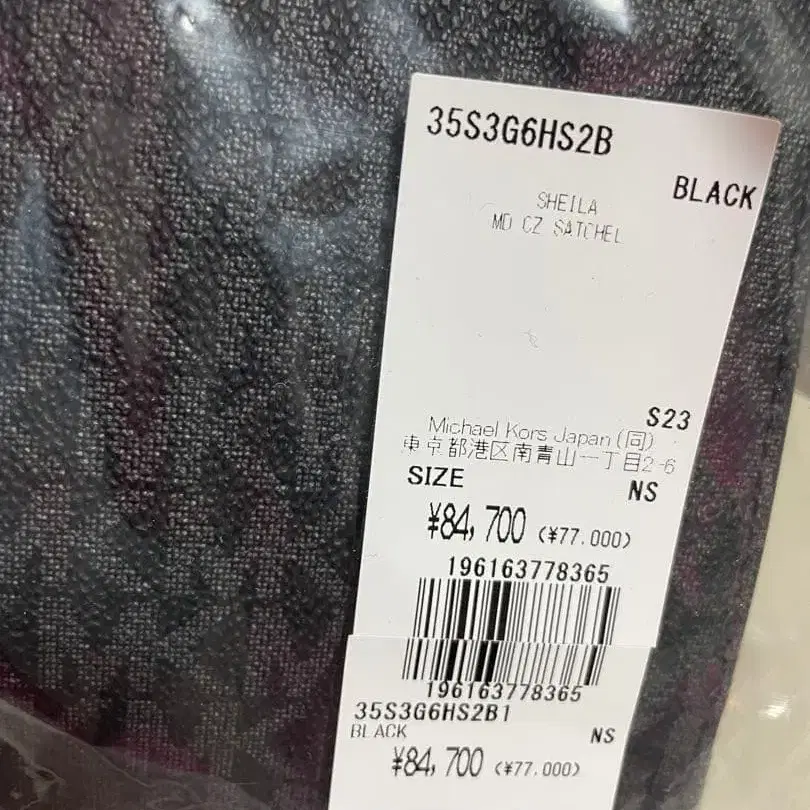 35S3G6HS2B
BLACK
SHEILA
MD CZ SATCHEL
S23
Michael Kors Japan (同)
東京都港区南青山一丁目2-6
SIZE NS
¥84,700 (¥77.000)
196163778365
196163778365
35S3G6HS2B1
BLACK NS
¥84,700 (¥77.000)